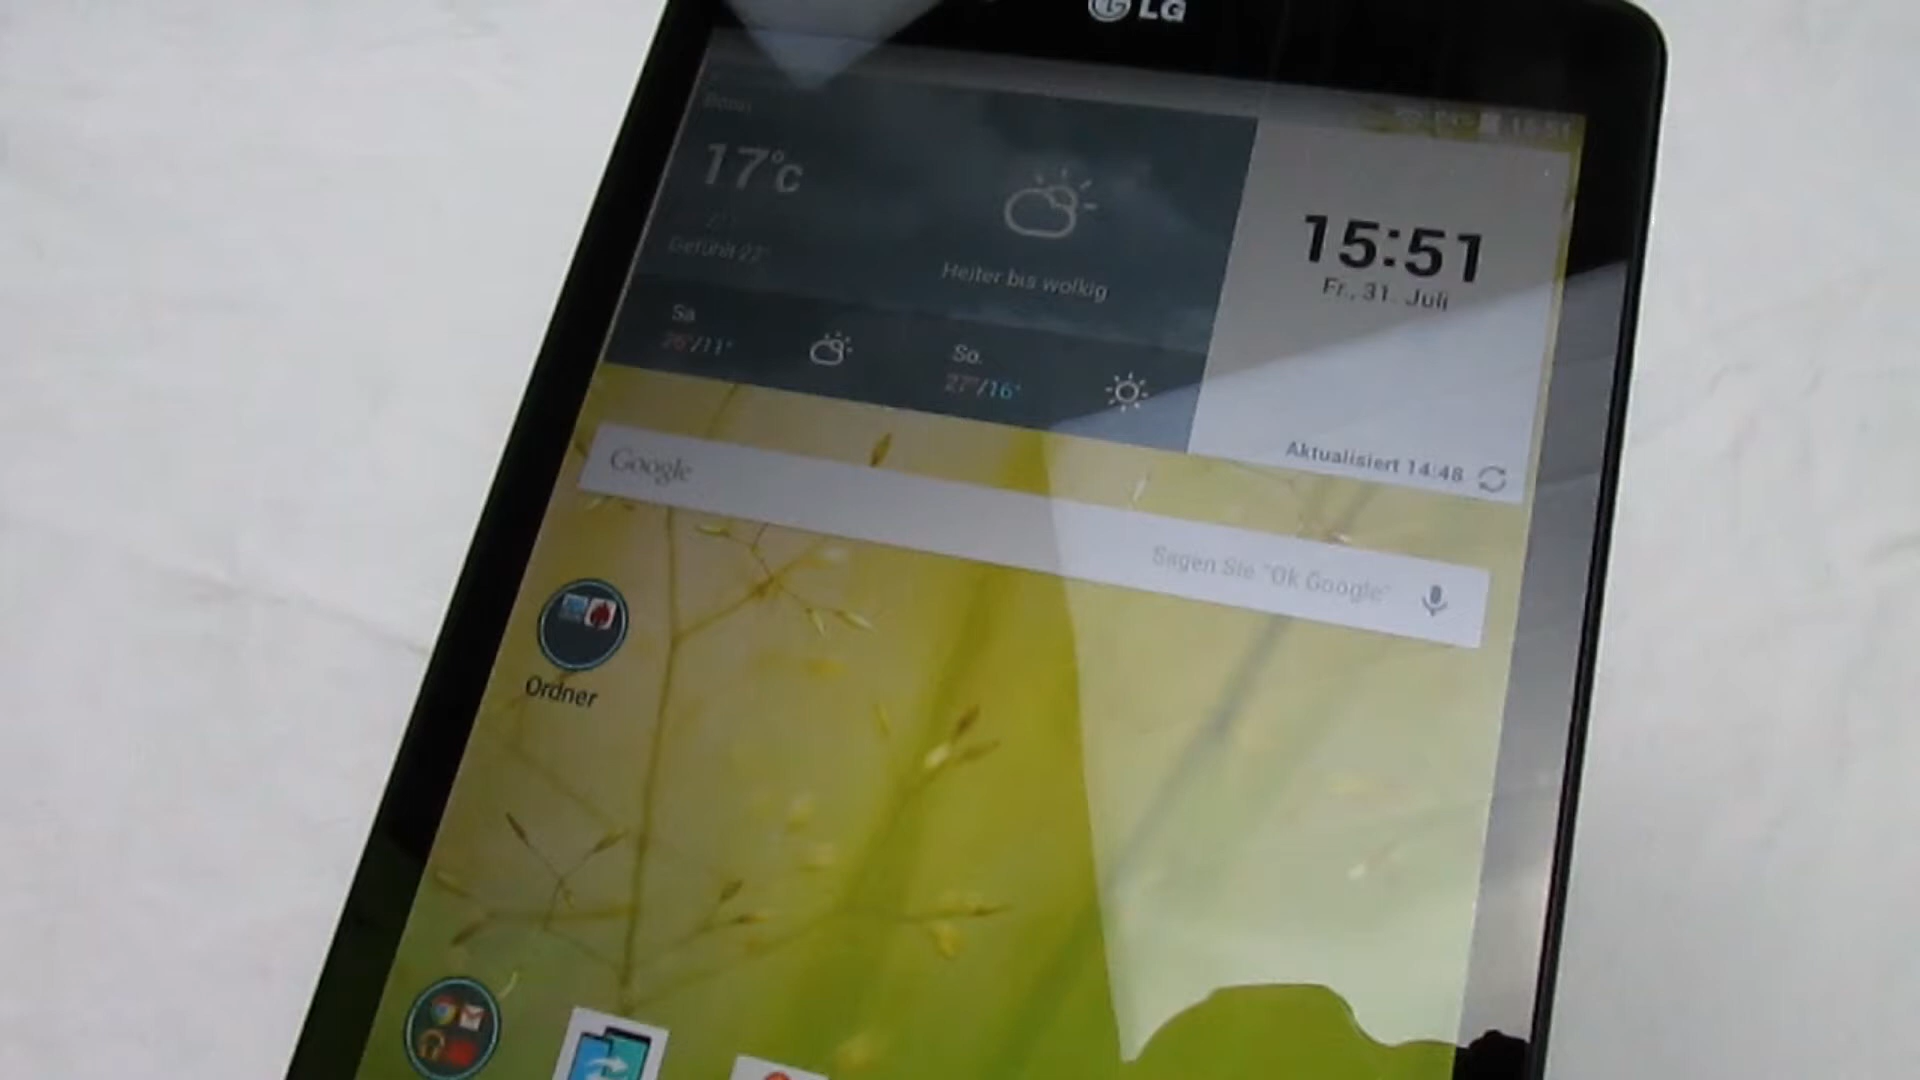 LG
17°c
Gefühlt 22°
Heiter bis wolkig
15:51
Fr., 31. Juli
Sa
26°/11°
So.
27°/16°
Aktualisiert 14:48
Google
Sagen Sie "Ok Google"
Ordner